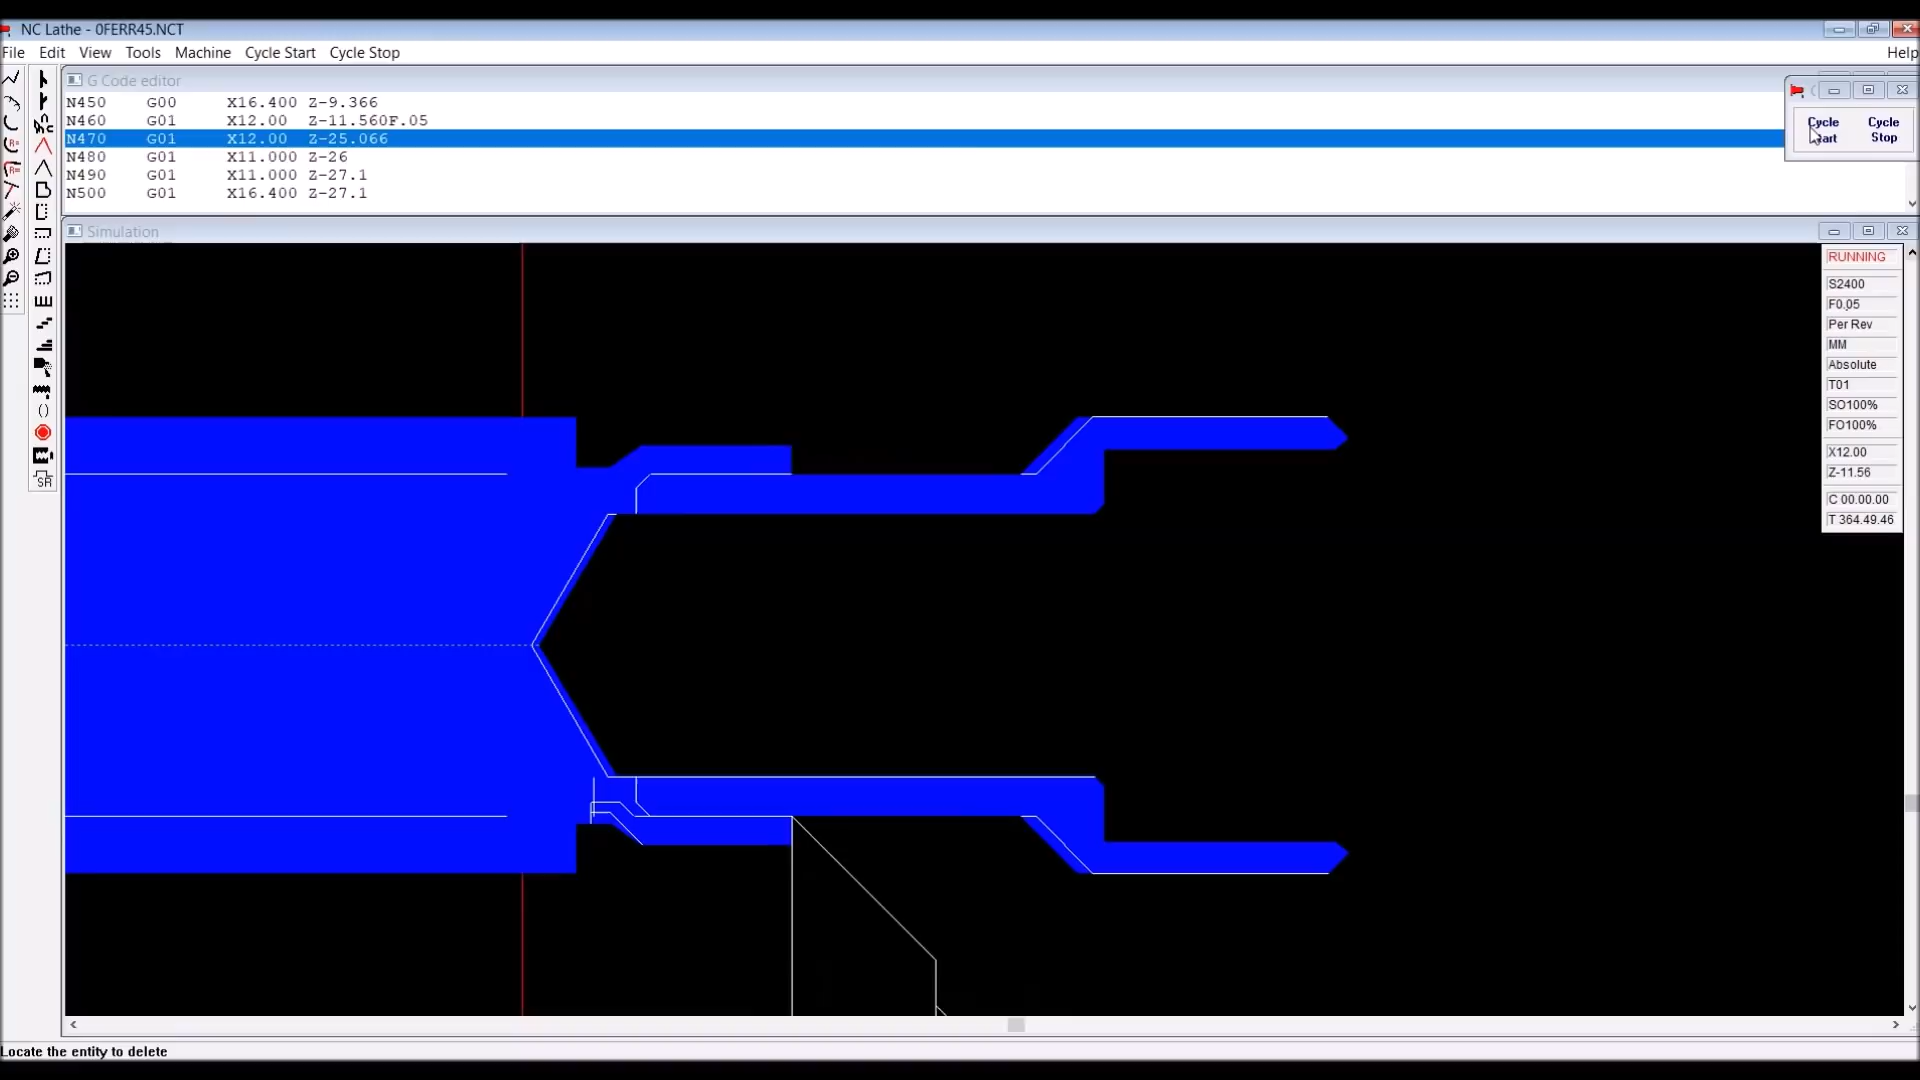 NC Lathe - 0FERR45.NCT
File Edit View Tools Machine Cycle Start Cycle Stop Help
G Code editor
N450 G00 X16.400 Z-9.366
N460 G01 X12.00 Z-11.560F.05
N470 G01 X12.00 Z-25.066
N480 G01 X11.000 Z-26
N490 G01 X11.000 Z-27.1
N500 G01 X16.400 Z-27.1
Cycle Cycle
Stop
Simulation
RUNNING
S2400
F0.05
Per Rev
MM
Absolute
T01
SO100%
FO100%
X12.00
Z-11.56
C 00.00.00
T 364.49.46
R=
R=
()
SR
Locate the entity to delete